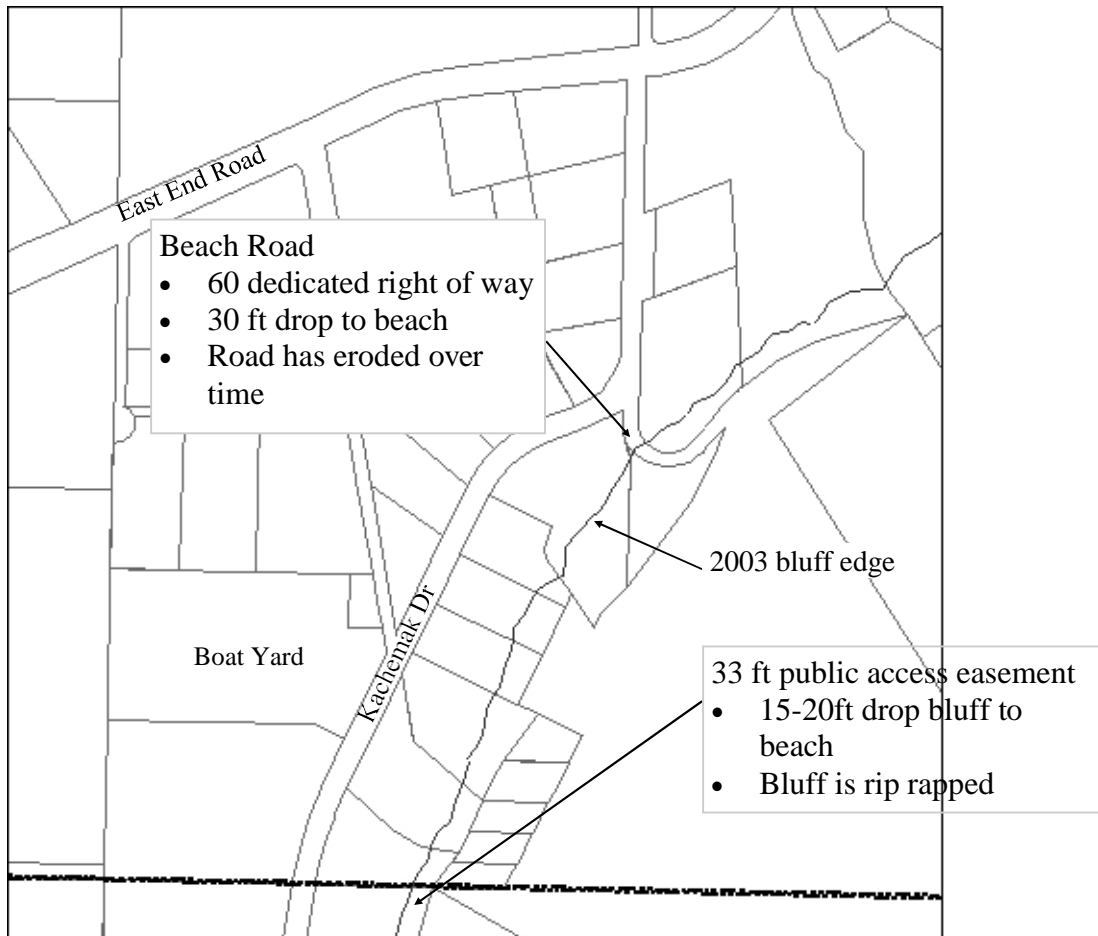 East End Road
Beach Road
• 60 dedicated right of way
• 30 ft drop to beach
• Road has eroded over
time
2003 bluff edge
Kachemak Dr
Boat Yard
33 ft public access easement
• 15-20ft drop bluff to
beach
• Bluff is rip rapped